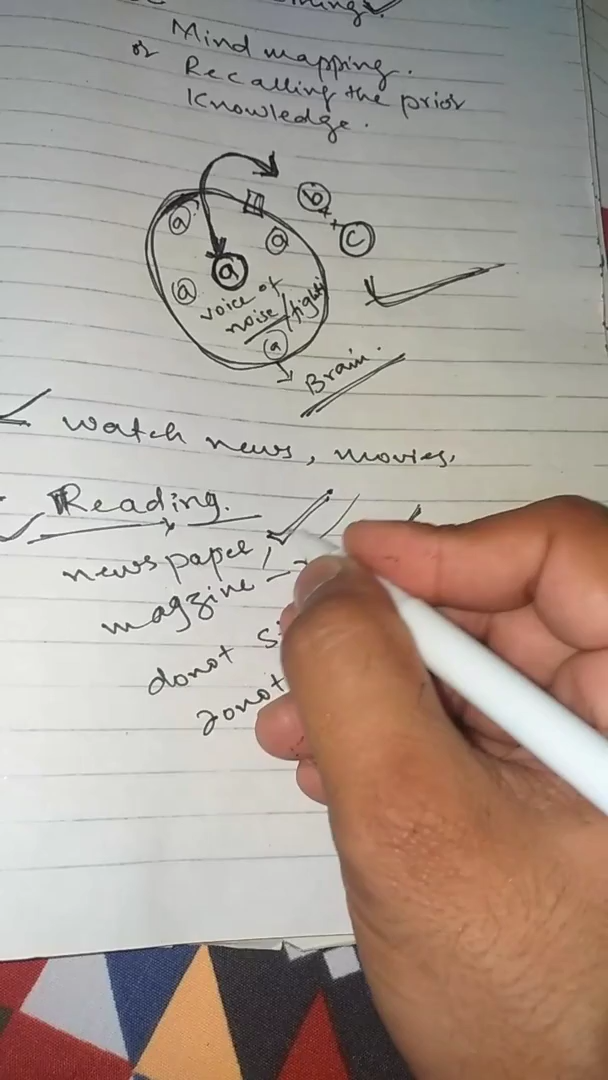 Mind mapping.
or Recalling the prior
Knowledge.
b
c
a
a
a
a
voice of
noise /
a
Brain.
watch news, movies,
Reading.
news paper,
magzine
donot